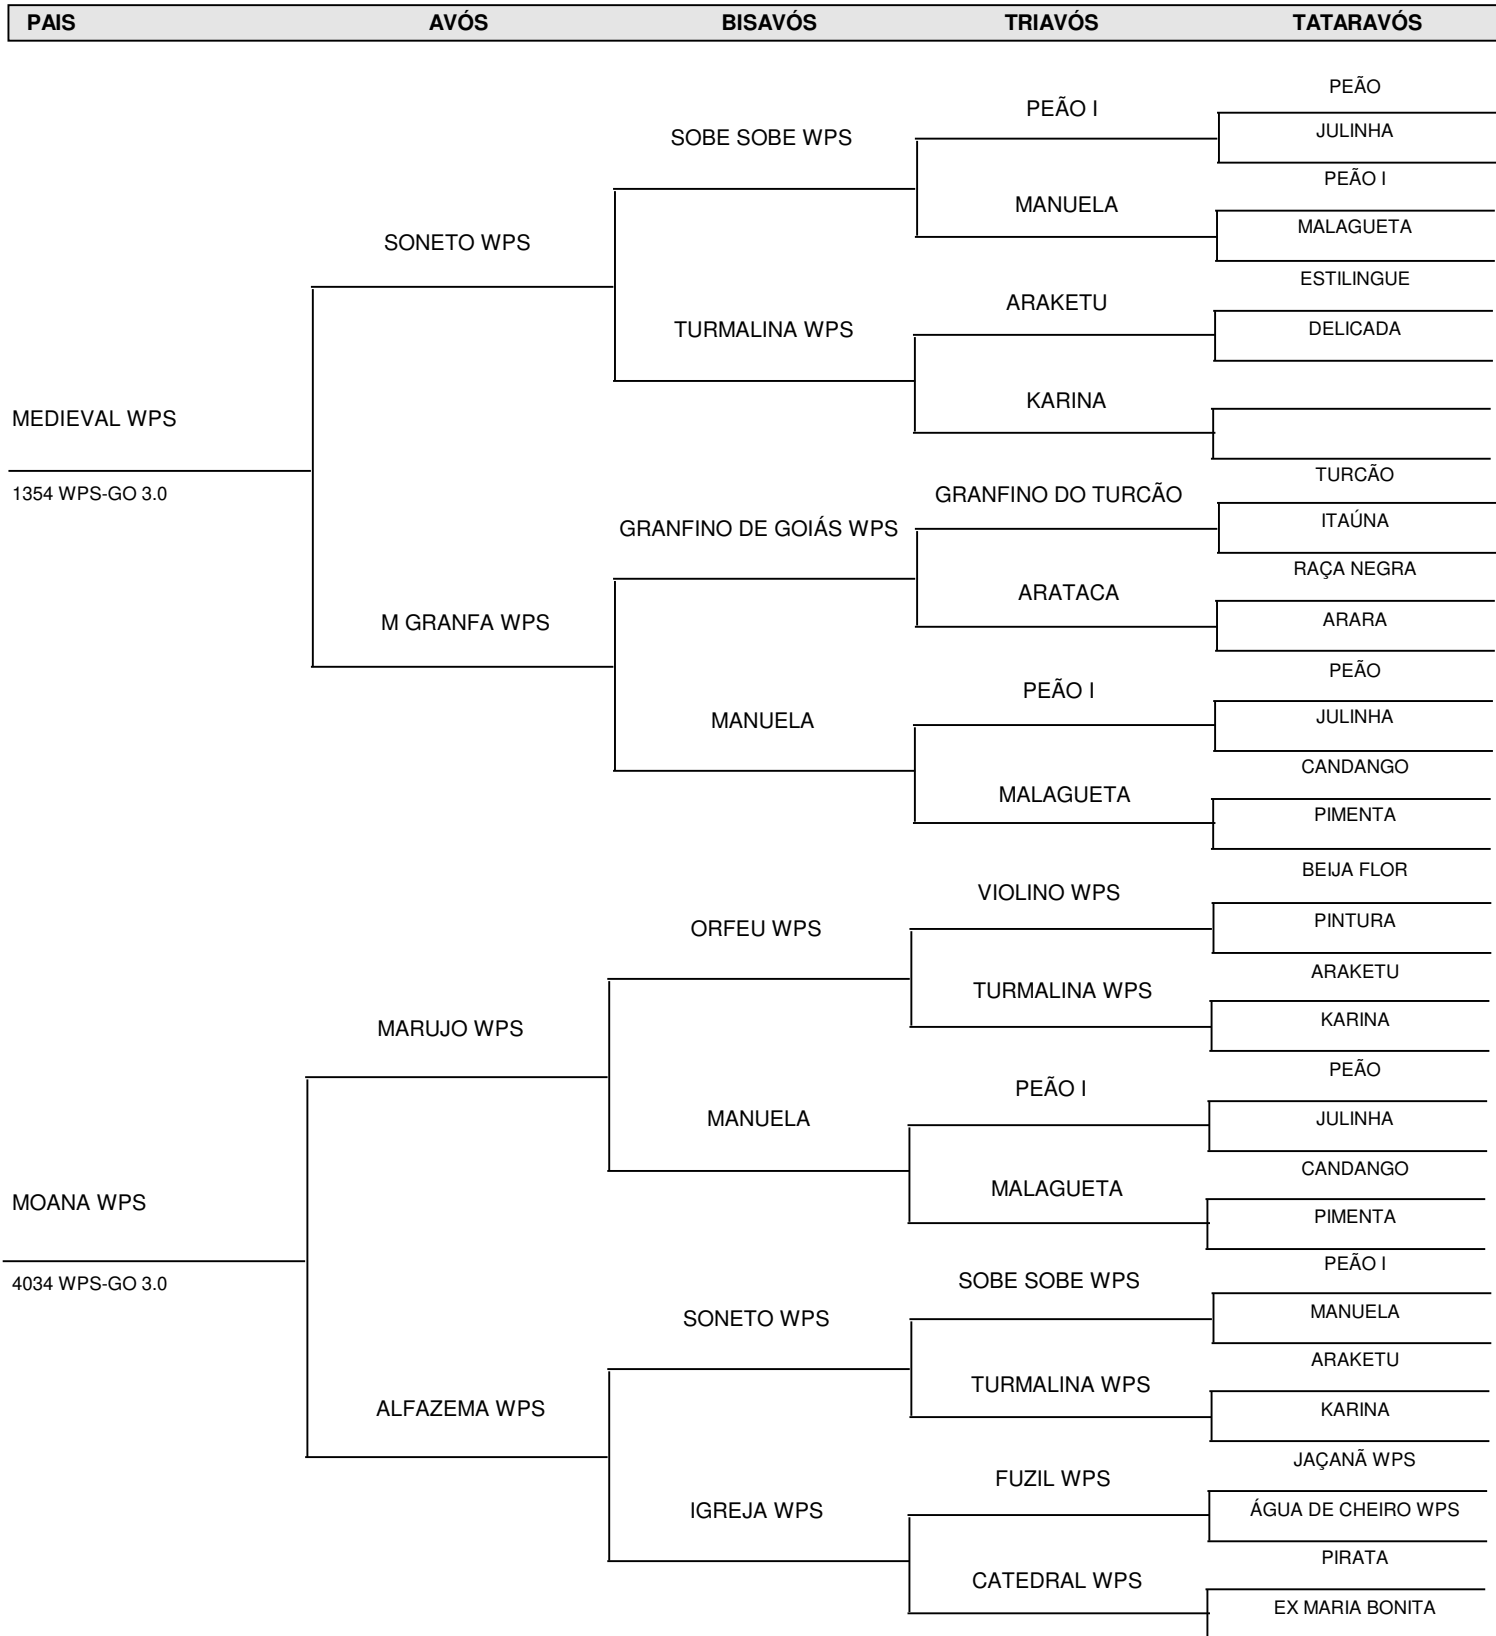 PAIS AVÓS BISAVÓS TRIAVÓS TATARAVÓS
PEÃO
PEÃO I
JULINHA
SOBE SOBE WPS
PEÃO I
MANUELA
MALAGUETA
SONETO WPS
ESTILINGUE
ARAKETU
TURMALINA WPS
DELICADA
KARINA
MEDIEVAL WPS
TURCÃO
1354 WPS-GO 3.0
GRANFINO DO TURCÃO
ITAÚNA
GRANFINO DE GOIÁS WPS
RAÇA NEGRA
ARATACA
ARARA
M GRANFA WPS
PEÃO
PEÃO I
JULINHA
MANUELA
CANDANGO
MALAGUETA
PIMENTA
BEIJA FLOR
VIOLINO WPS
PINTURA
ORFEU WPS
ARAKETU
TURMALINA WPS
KARINA
MARUJO WPS
PEÃO
PEÃO I
JULINHA
MANUELA
CANDANGO
MALAGUETA
MOANA WPS
PIMENTA
PEÃO I
4034 WPS-GO 3.0
SOBE SOBE WPS
MANUELA
SONETO WPS
ARAKETU
TURMALINA WPS
ALFAZEMA WPS
KARINA
JAÇANÃ WPS
FUZIL WPS
IGREJA WPS
ÁGUA DE CHEIRO WPS
PIRATA
CATEDRAL WPS
EX MARIA BONITA